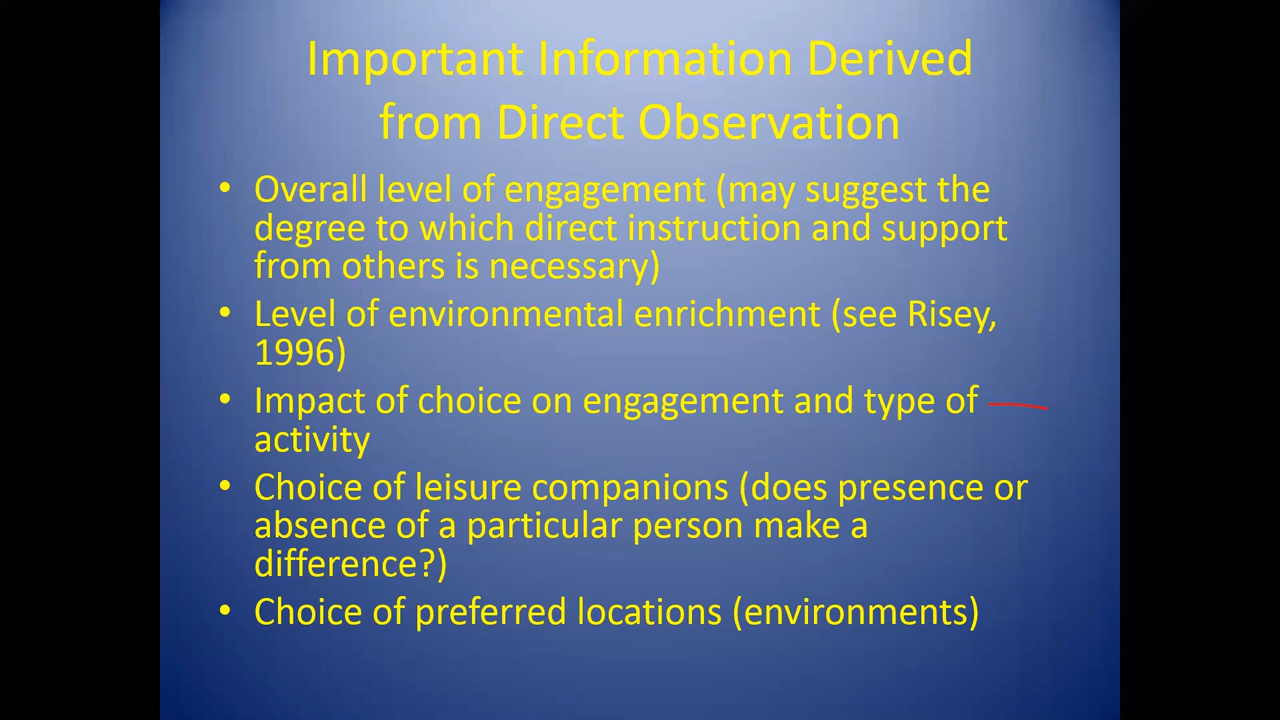 Important Information Derived
from Direct Observation
• Overall level of engagement (may suggest the
degree to which direct instruction and support
from others is necessary)
• Level of environmental enrichment (see Risey,
1996)
• Impact of choice on engagement and type of
activity
• Choice of leisure companions (does presence or
absence of a particular person make a
difference?)
• Choice of preferred locations (environments)